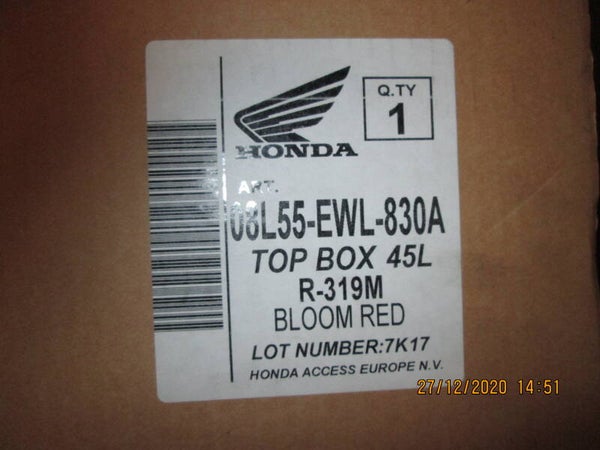 Q.TY
1
HONDA
ART.
08L55-EWL-830A
TOP BOX 45L
R-319M
BLOOM RED
LOT NUMBER:7K17
HONDA ACCESS EUROPE N.V.
27/12/2020 14:51